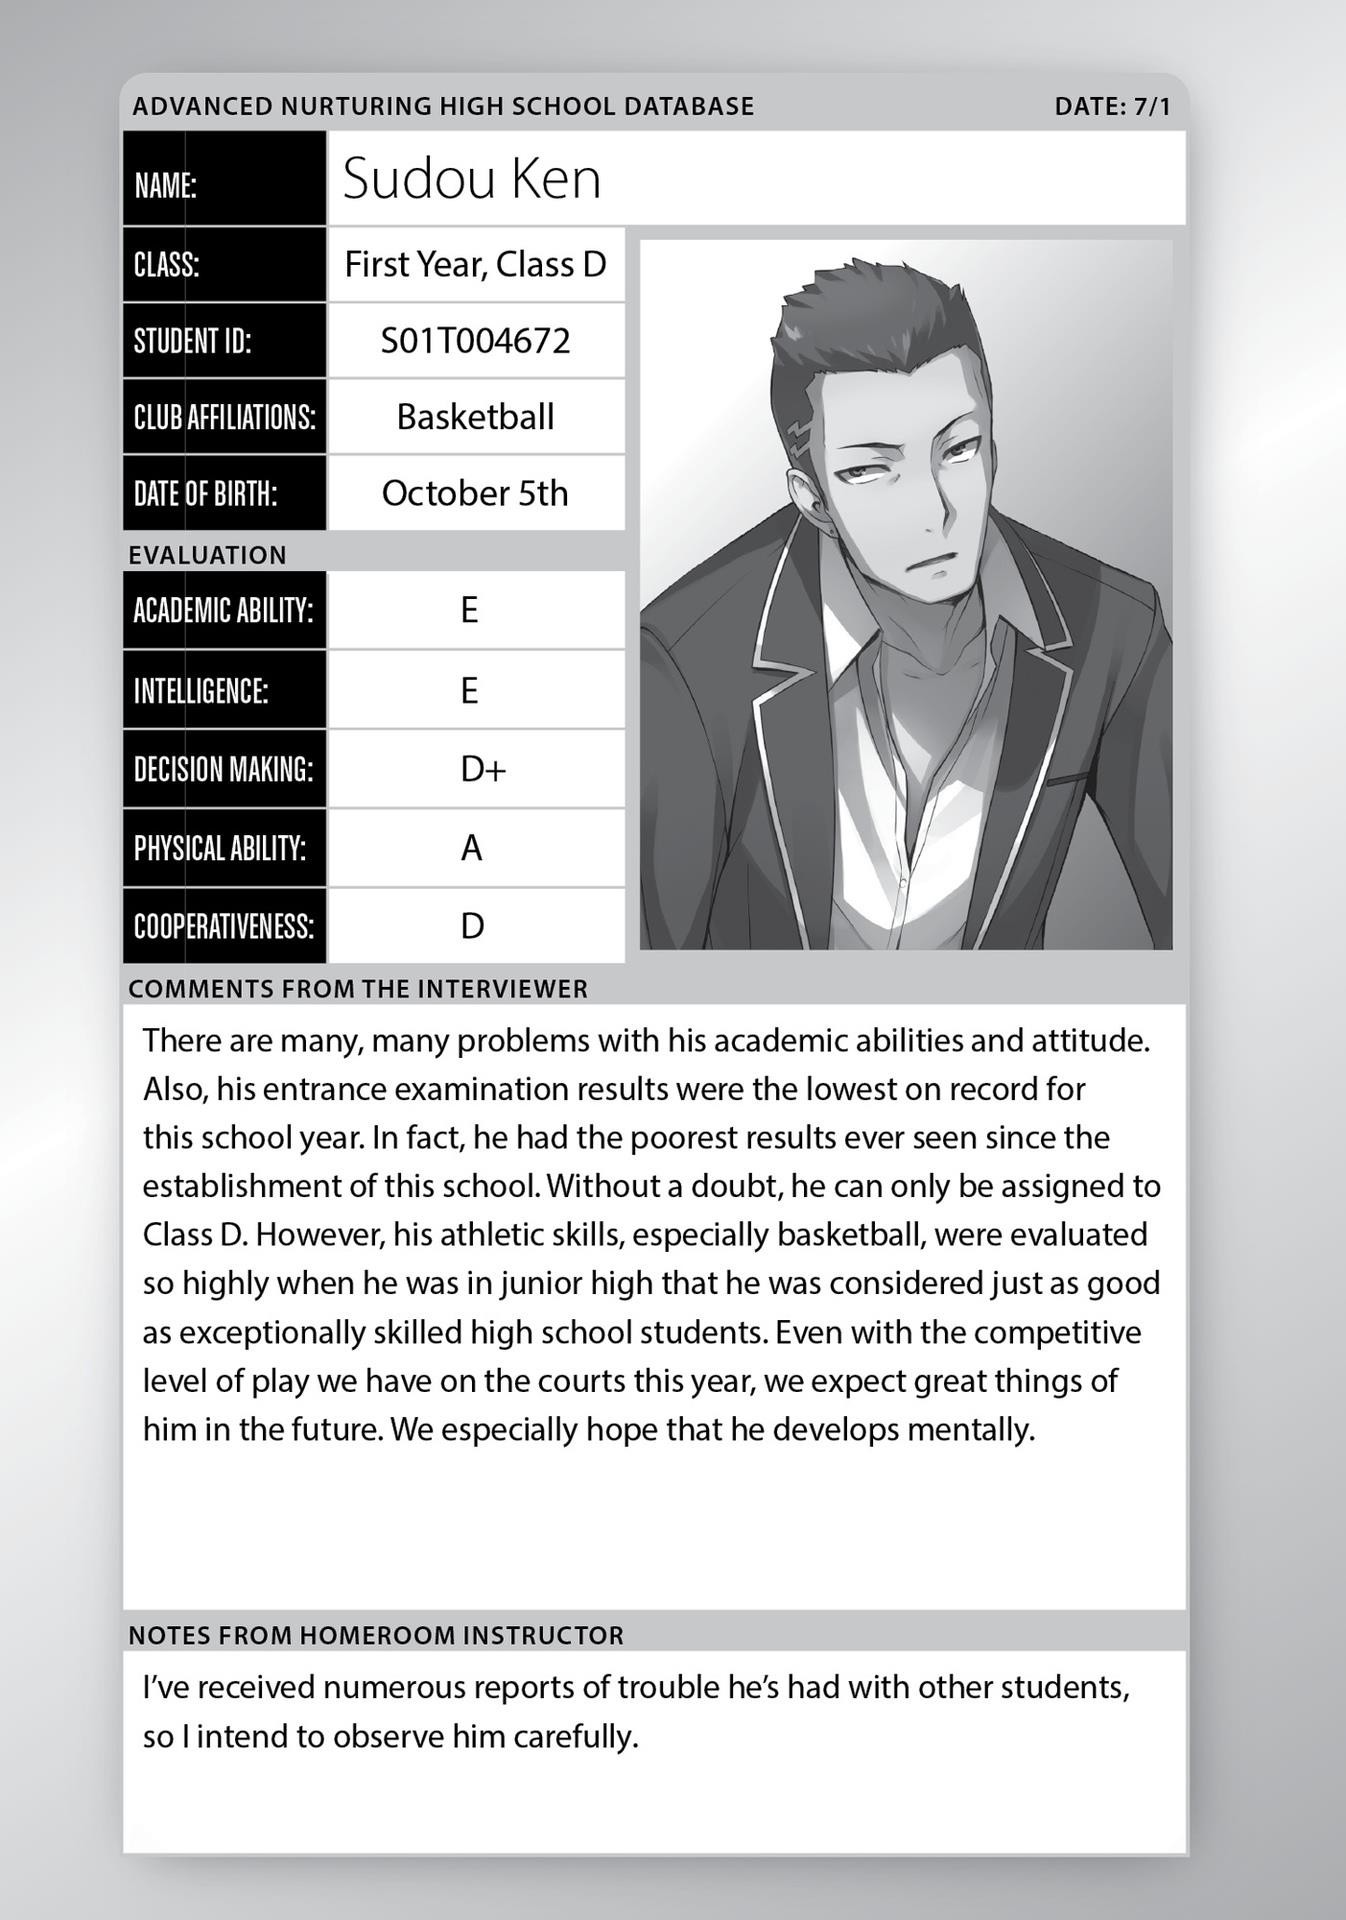 ADVANCED NURTURING HIGH SCHOOL DATABASE DATE: 7/1
NAME: Sudou Ken
CLASS: First Year, Class D
STUDENT ID: S01T004672
CLUB AFFILIATIONS: Basketball
DATE OF BIRTH: October 5th
EVALUATION
ACADEMIC ABILITY: E
INTELLIGENCE: E
DECISION MAKING: D+
PHYSICAL ABILITY: A
COOPERATIVENESS: D
COMMENTS FROM THE INTERVIEWER
There are many, many problems with his academic abilities and attitude.
Also, his entrance examination results were the lowest on record for
this school year. In fact, he had the poorest results ever seen since the
establishment of this school. Without a doubt, he can only be assigned to
Class D. However, his athletic skills, especially basketball, were evaluated
so highly when he was in junior high that he was considered just as good
as exceptionally skilled high school students. Even with the competitive
level of play we have on the courts this year, we expect great things of
him in the future. We especially hope that he develops mentally.
NOTES FROM HOMEROOM INSTRUCTOR
I’ve received numerous reports of trouble he’s had with other students,
so I intend to observe him carefully.